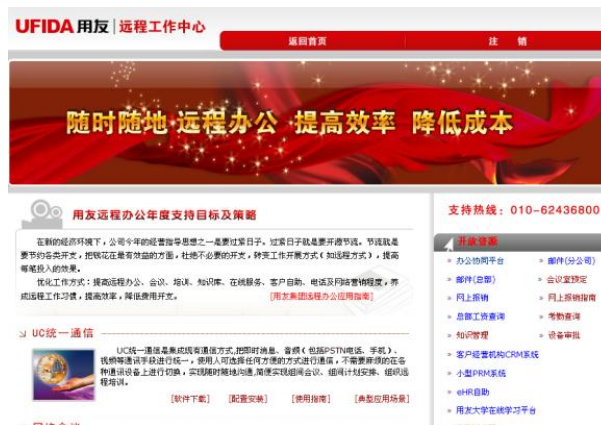 UFIDA 用友 远程工作中心
返回首页 注 销
随时随地 远程办公 提高效率 降低成本
用友远程办公年度支持目标及策略
在新的经济环境下，公司今年的经营指导思想之一是要过紧日子。过紧日子就是要开源节流。节流就是
要节约各类开支，把钱花在最有效益的方面，杜绝不必要的开支，转变工作开展方式（如远程方式），提高
每笔投入的效果。
优化工作方式：提高远程办公、会议、培训、知识库、在线服务、客户自助、电话及网络营销程度，养
成远程工作习惯，提高效率，降低费用开支。 [用友集团远程办公应用指南]
UC统一通信
UC统一通信是集成现有通信方式,把即时消息、音频（包括PSTN电话、手机）、
视频等通讯手段进行统一，使用人可选择任何方便的方式进行通信，不需要麻烦的在各
种通讯设备上进行切换，实现随时随地沟通,简便实现组间会议、组间计划安排、组织远
程培训。
[软件下载] [配置安装] [使用指南] [典型应用场景]
支持热线：010-62436800
开放资源
» 办公协同平台 » 邮件(分公司)
» 邮件(总部) » 会议室预定
» 网上报销 » 网上报销指南
» 总部工资查询 » 考勤查询
» 知识管理 » 设备审批
» 客户经营机构CRM系统
» 小型PRM系统
» eHR自助
» 用友大学在线学习平台